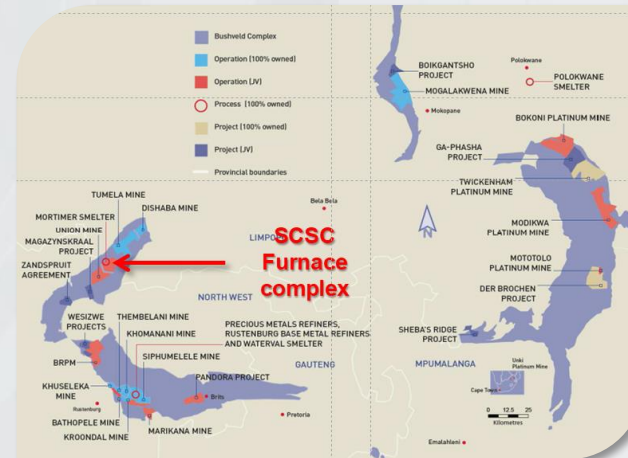 Bushveld Complex
Operation (100% owned)
Operation (JV)
Process (100% owned)
Project (100% owned)
Project (JV)
Provincial boundaries
BOIKGANTSHO
PROJECT
MOGALAKWENA MINE
Mokopane
Polokwane
POLOKWANE
SMELTER
BOKONI PLATINUM MINE
GA-PHASHA
PROJECT
TWICKENHAM
PLATINUM MINE
MODIKWA
PLATINUM MINE
MOTOTOLO
PLATINUM MINE
DER BROCHEN
PROJECT
SHEBA'S RIDGE
PROJECT
MPUMALANGA
Unki
Platinum Mine
Cape Town
0 12.5 25
Kilometres
Emalahleni
TUMELA MINE
DISHABA MINE
MORTIMER SMELTER
UNION MINE
MAGAZYNSKRAAL
PROJECT
ZANDSPRUIT
AGREEMENT
Bela Bela
LIMPOPO
SCSC
Furnace
complex
N
NORTH WEST
WESIZWE
PROJECTS
THEMBELANI MINE
KHOMANANI MINE
SIPHUMELELE MINE
PRECIOUS METALS REFINERS,
RUSTENBURG BASE METAL REFINERS
AND WATERVAL SMELTER
GAUTENG
PANDORA PROJECT
Brits
BRPM
KHUSELEKA
MINE
Rustenburg
Pretoria
BATHOPELE MINE
KROONDAL MINE
MARIKANA MINE